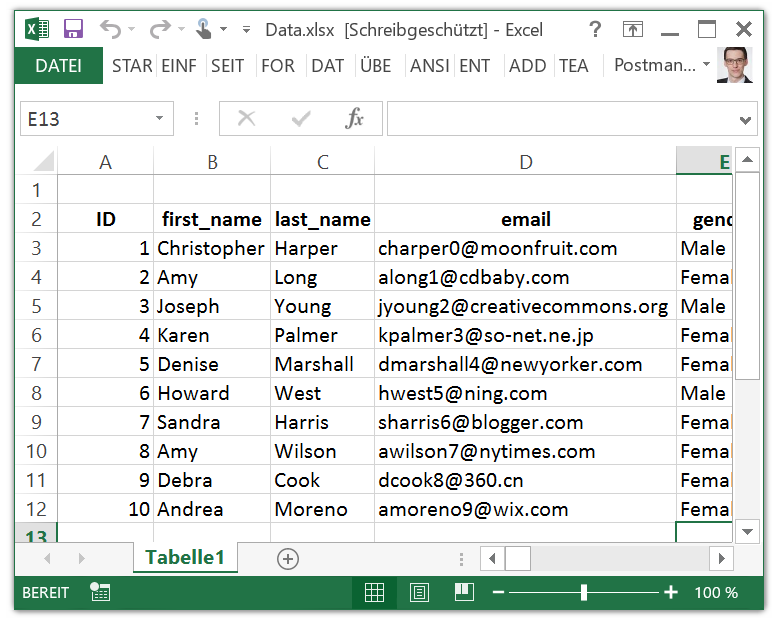 Data.xlsx [Schreibgeschützt] - Excel ?
DATEI STAR EINF SEIT FOR DAT ÜBE ANSI ENT ADD TEA Postman...
E13 fx
A B C D E
1
2 ID first_name last_name email gend
3 1 Christopher Harper charper0@moonfruit.com Male
4 2 Amy Long along1@cdbaby.com Femal
5 3 Joseph Young jyoung2@creativecommons.org Male
6 4 Karen Palmer kpalmer3@so-net.ne.jp Femal
7 5 Denise Marshall dmarshall4@newyorker.com Femal
8 6 Howard West hwest5@ning.com Male
9 7 Sandra Harris sharris6@blogger.com Femal
10 8 Amy Wilson awilson7@nytimes.com Femal
11 9 Debra Cook dcook8@360.cn Femal
12 10 Andrea Moreno amoreno9@wix.com Femal
13
Tabelle1
BEREIT 100 %